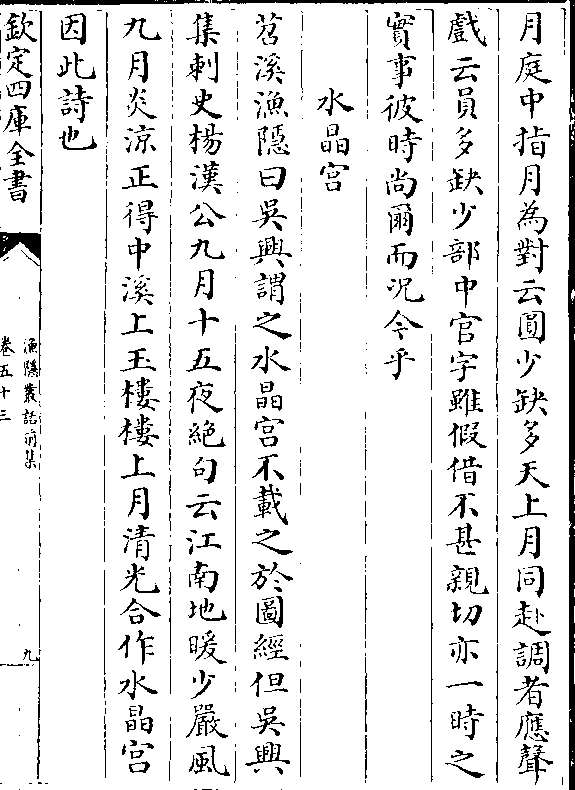 月庭中指月為對云圓少缺多天上月同赴調者應聲
戲云員多缺少部中官字雖假借不甚親切亦一時之
實事彼時尚爾而况今乎
水晶宫
苕溪漁隱曰吳興謂之水晶宫不載之於圖經但吳興
集刺史楊漢公九月十五夜絶句云江南地暖少嚴風
九月炎凉正得中溪上玉樓樓上月清光合作水晶宫
因此詩也
欽定四庫全書
漁隱叢話前集
卷五十三
九